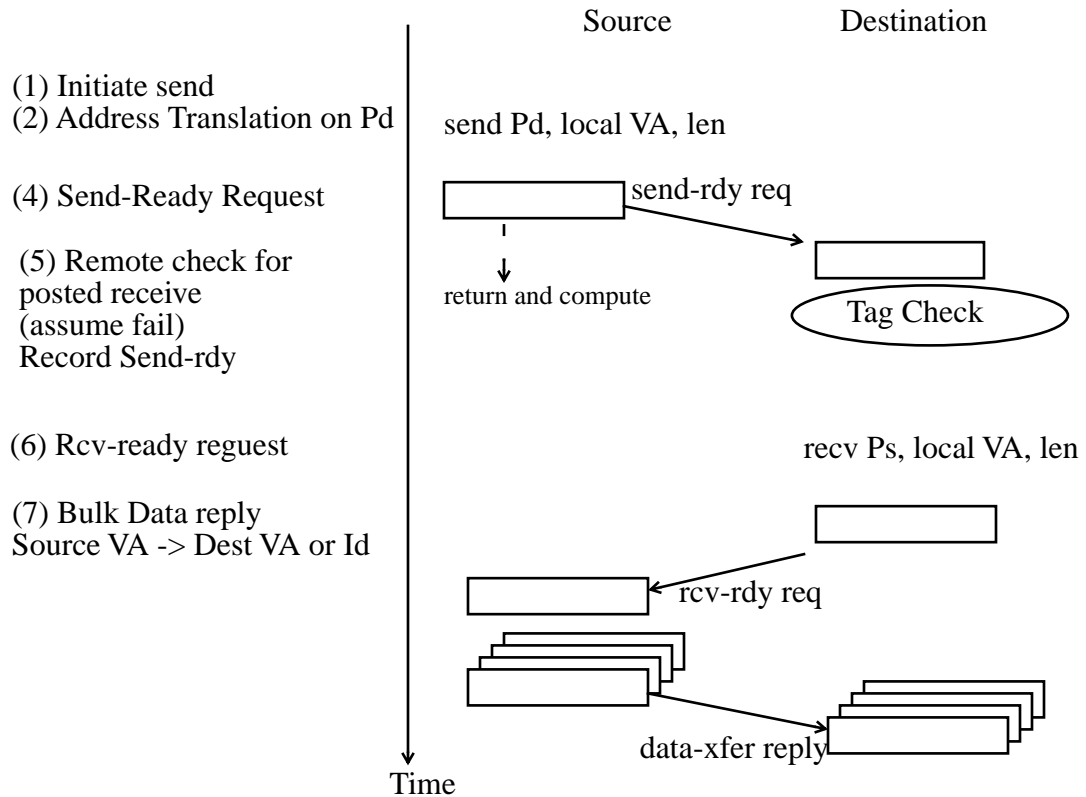 Source
Destination
(1) Initiate send
(2) Address Translation on Pd
send Pd, local VA, len
(4) Send-Ready Request
send-rdy req
(5) Remote check for
posted receive
(assume fail)
Record Send-rdy
return and compute
Tag Check
(6) Rcv-ready reguest
recv Ps, local VA, len
(7) Bulk Data reply
Source VA -> Dest VA or Id
rcv-rdy req
data-xfer reply
Time